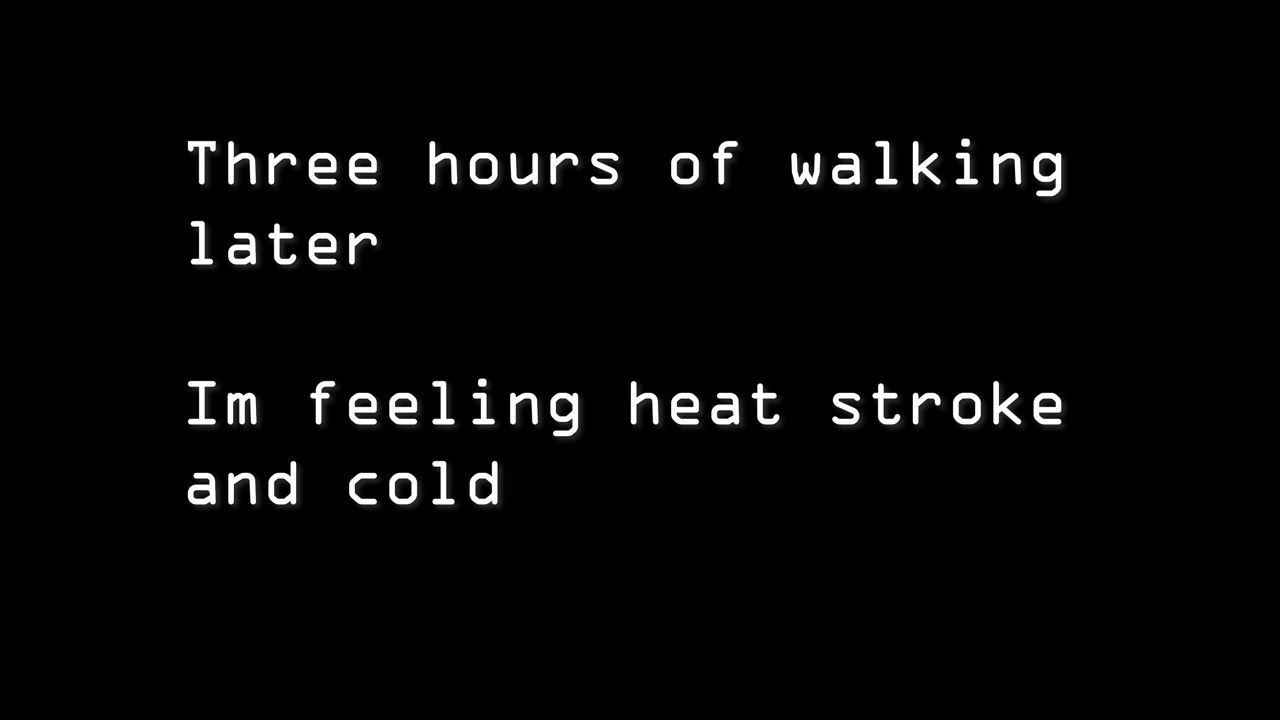 Three hours of walking
later
Im feeling heat stroke
and cold